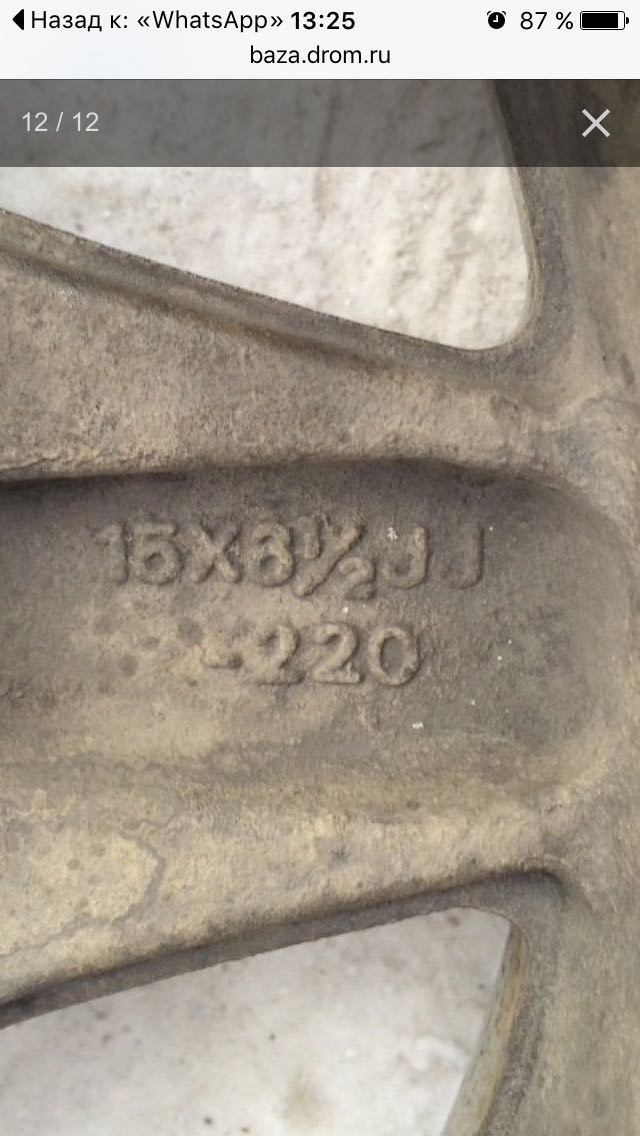 Назад к: «WhatsApp» 13:25 87 %
baza.drom.ru
12 / 12
15X6½JJ
-220